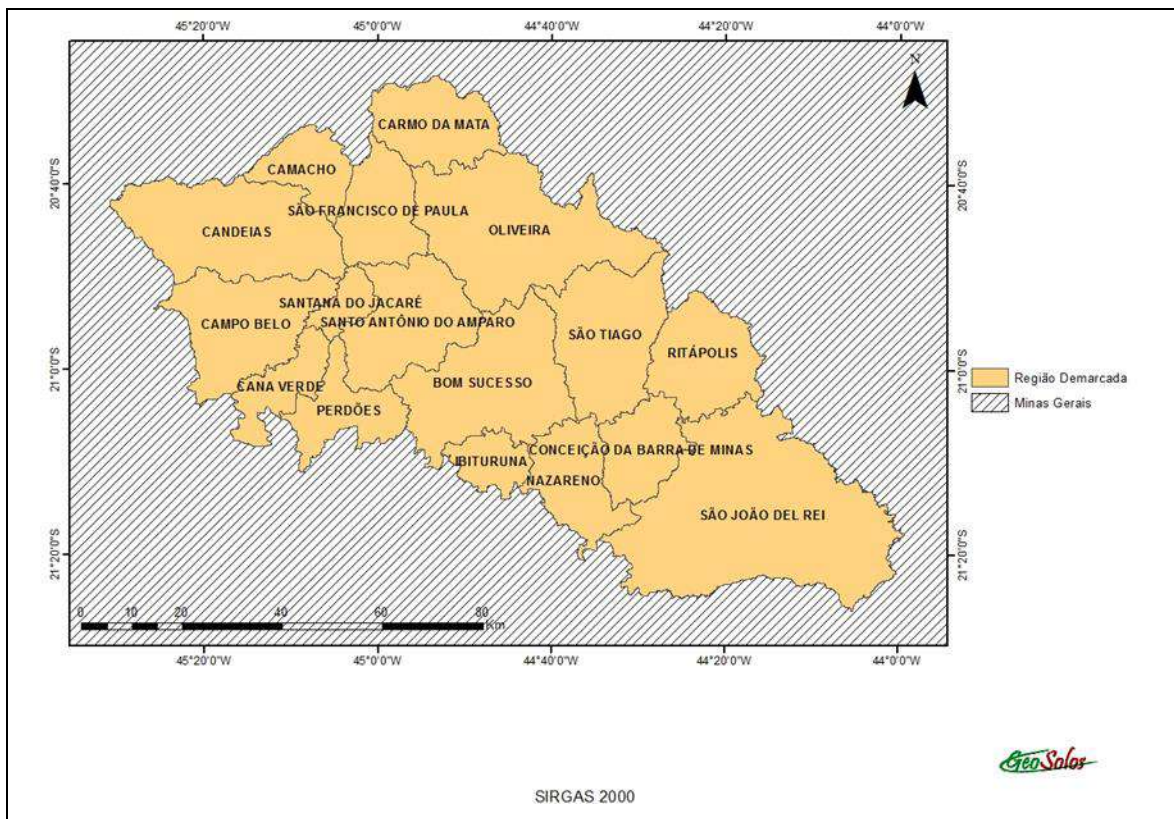 45°20'0"W
45°0'0"W
44°40'0"W
44°20'0"W
44°0'0"W
N
20°40'0"S
20°40'0"S
CARMO DA MATA
CAMACHO
SÃO FRANCISCO DE PAULA
CANDEIAS
OLIVEIRA
SANTANA DO JACARÉ
CAMPO BELO
SANTO ANTÔNIO DO AMPARO
SÃO TIAGO
RITÁPOLIS
21°0'0"S
21°0'0"S
CANA VERDE
BOM SUCESSO
PERDÕES
Região Demarcada
Minas Gerais
CONCEIÇÃO DA BARRA DE MINAS
IBITURUNA
NAZARENO
SÃO JOÃO DEL REI
21°20'0"S
21°20'0"S
0 10 20 40 60 80
Km
45°20'0"W
45°0'0"W
44°40'0"W
44°20'0"W
44°0'0"W
GeoSolos
SIRGAS 2000